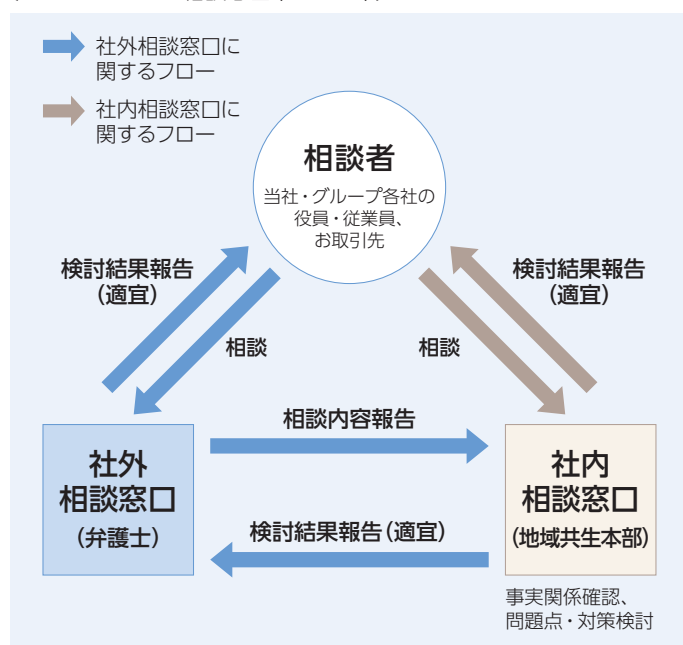 社外相談窓口に
関するフロー
社内相談窓口に
関するフロー
相談者
当社・グループ各社の
役員・従業員、
お取引先
検討結果報告
（適宜）
検討結果報告
（適宜）
相談
相談
相談内容報告
社外
相談窓口
（弁護士）
社内
相談窓口
（地域共生本部）
検討結果報告（適宜）
事実関係確認、
問題点・対策検討